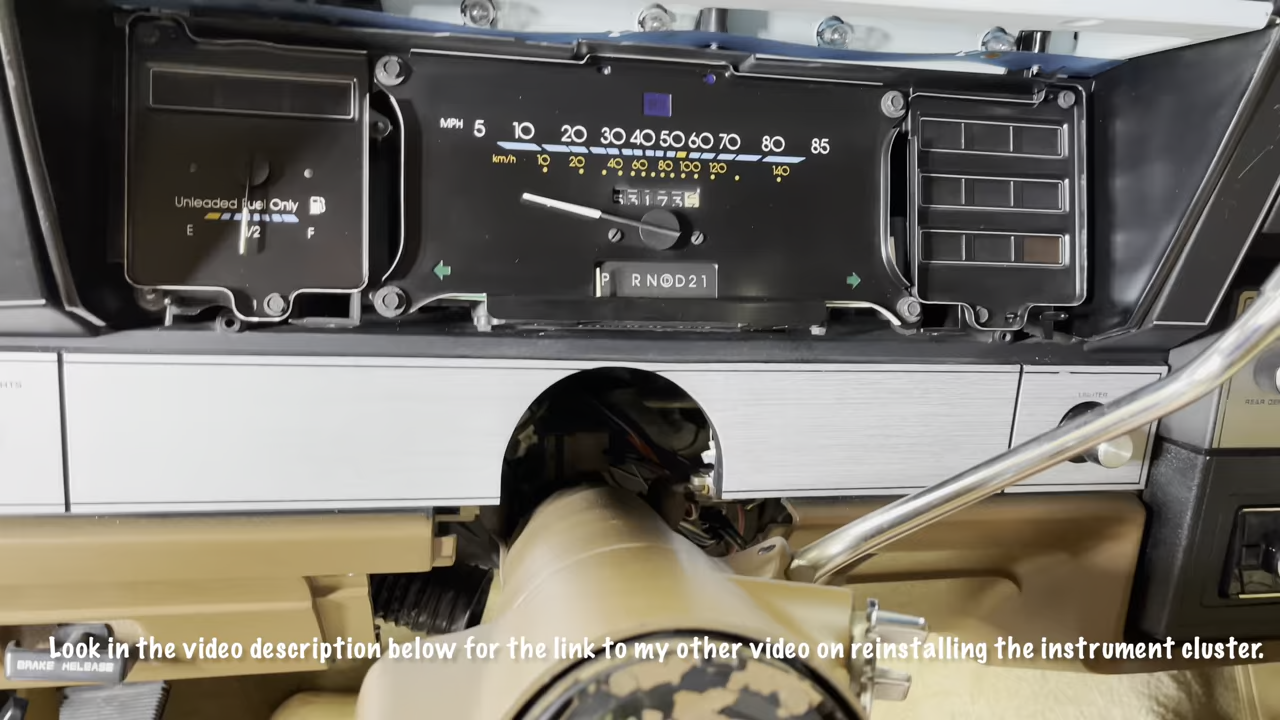 MPH 5 10 20 30 40 50 60 70 80 85
km/h 10 20 40 60 80 100 120 140
Unleaded Fuel Only
E 1/2 F
P R N D 2 1
LIGHTER
BRAKE RELEASE
Look in the video description below for the link to my other video on reinstalling the instrument cluster.